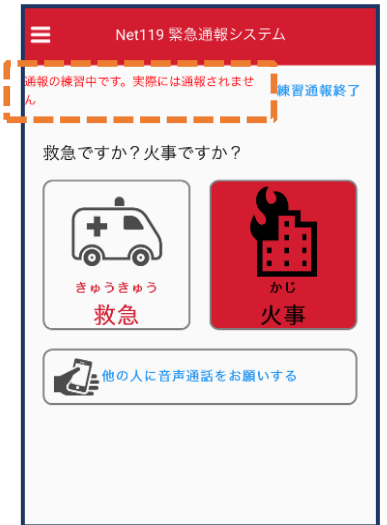 Net119 緊急通報システム
通報の練習中です。実際には通報されませ
ん
練習通報終了
救急ですか？火事ですか？
きゅうきゅう
救急
かじ
火事
他の人に音声通話をお願いする